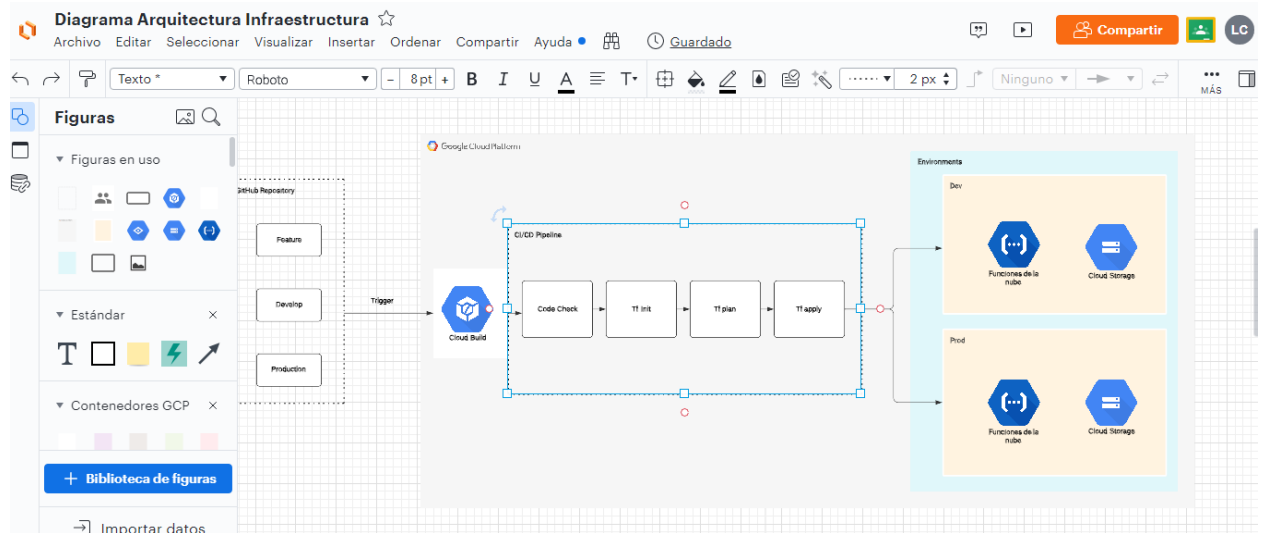 Diagrama Arquitectura Infraestructura
Archivo Editar Seleccionar Visualizar Insertar Ordenar Compartir Ayuda Guardado
Compartir
LC
Texto * Roboto - 8 pt + B I U A T 2 px Ninguno
MÁS
Figuras
Figuras en uso
Estándar
T
Contenedores GCP
+ Biblioteca de figuras
Importar datos
GitHub Repository
Feature
Develop
Production
Trigger
Google Cloud Platform
Cloud Build
CI/CD Pipeline
Code Check
Tf init
Tf plan
Tf apply
Environments
Dev
Funciones de la
nube
Cloud Storage
Prod
Funciones de la
nube
Cloud Storage